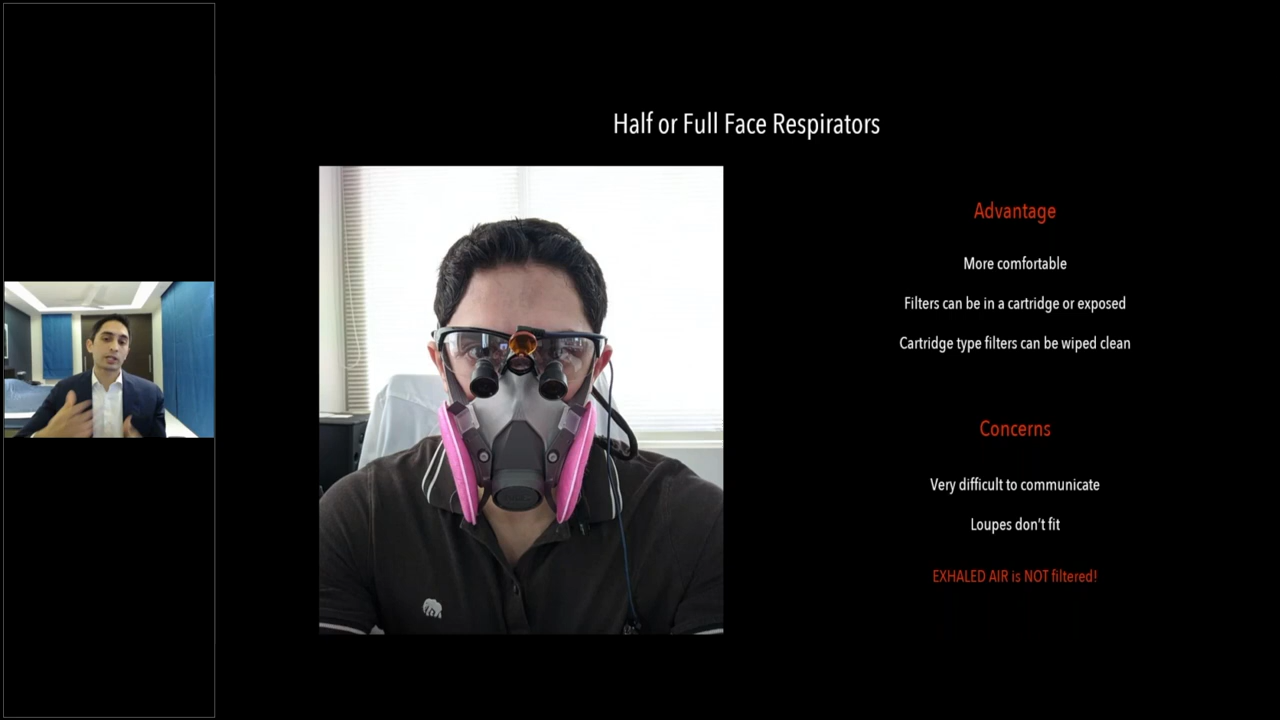 Half or Full Face Respirators
Advantage
More comfortable
Filters can be in a cartridge or exposed
Cartridge type filters can be wiped clean
Concerns
Very difficult to communicate
Loupes don't fit
EXHALED AIR is NOT filtered!